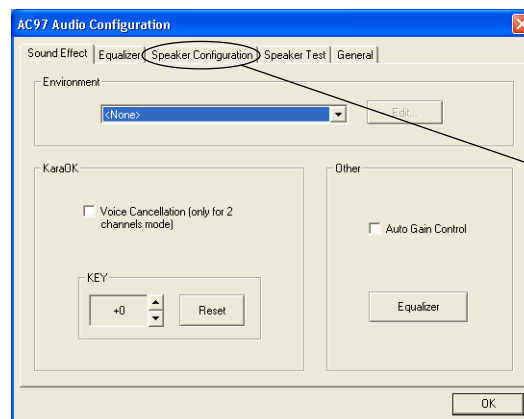 AC97 Audio Configuration
Sound Effect Equalizer Speaker Configuration Speaker Test General
Environment
<None> Edit...
KaraOK
Voice Cancellation (only for 2
channels mode)
KEY
+0 Reset
Other
Auto Gain Control
Equalizer
OK